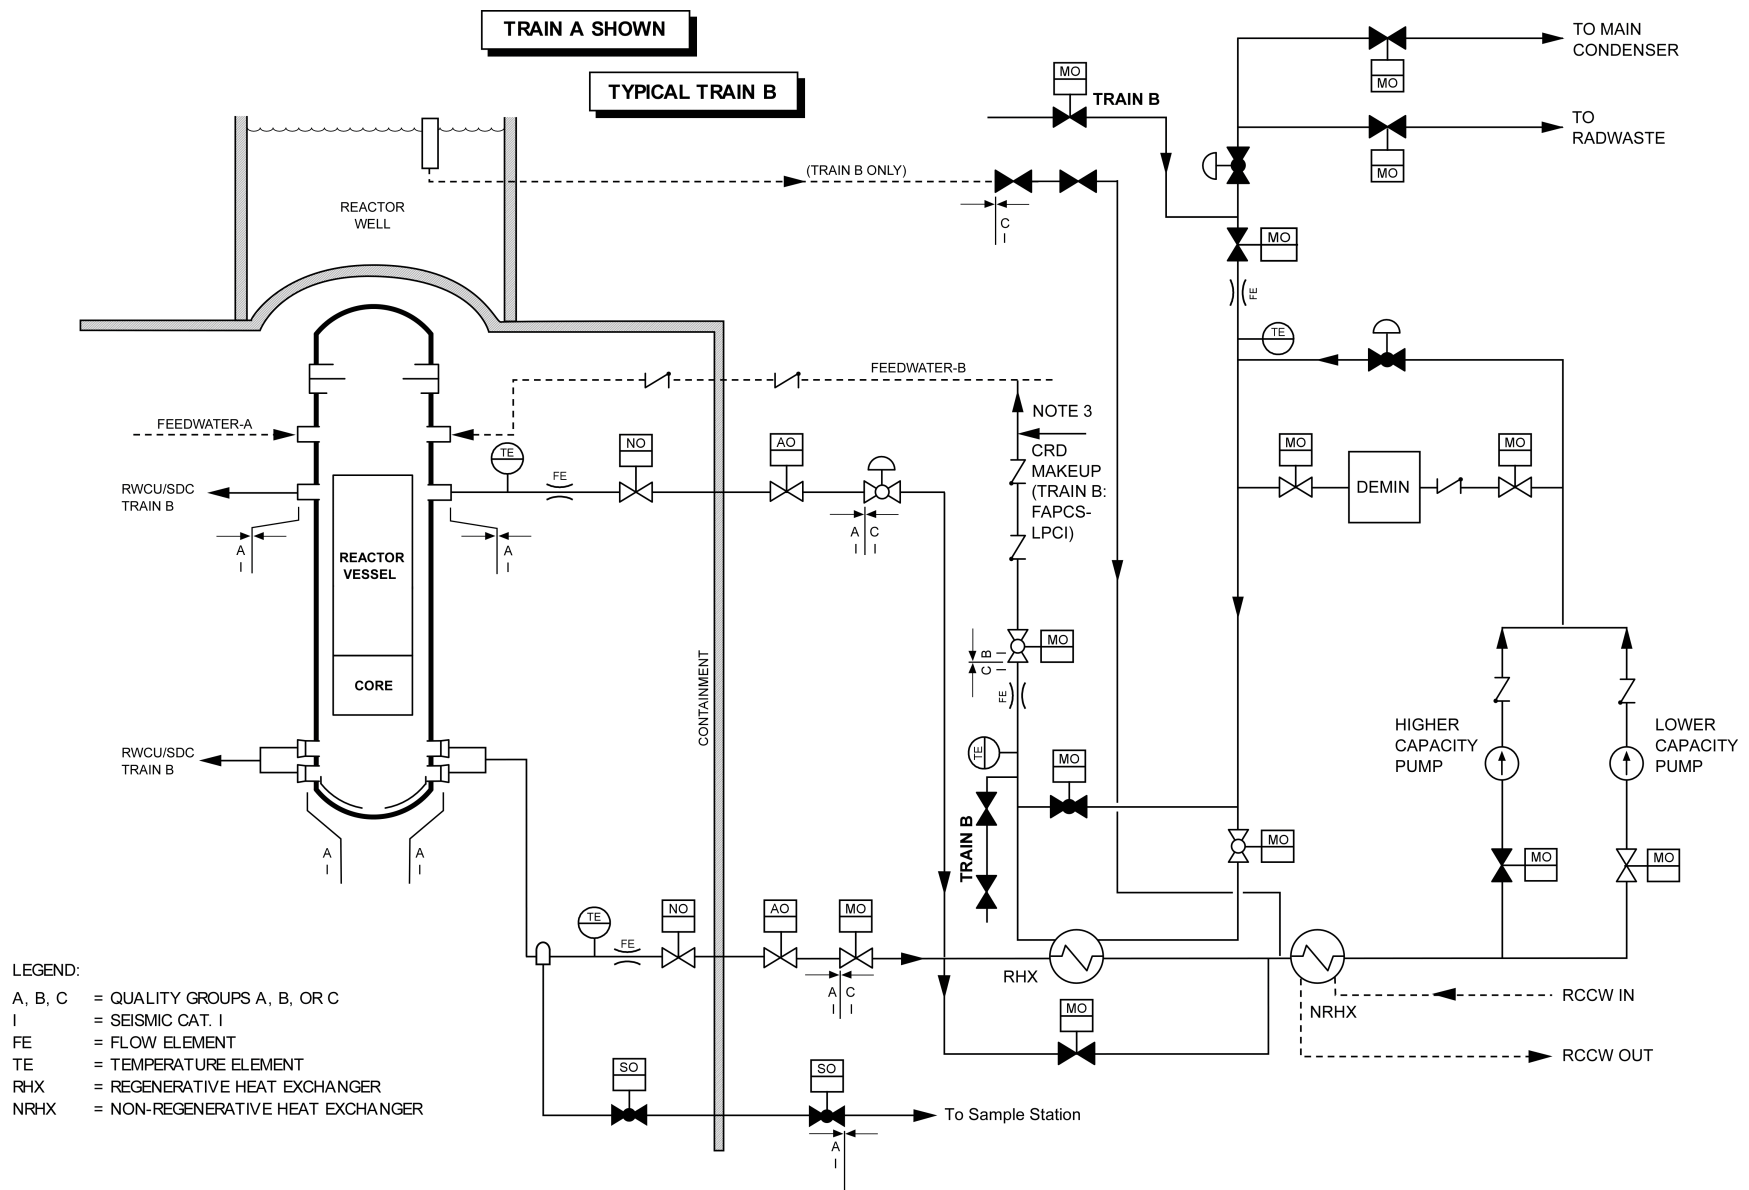 TRAIN A SHOWN
TYPICAL TRAIN B
TO MAIN
CONDENSER
MO
MO
TRAIN B
TO
RADWASTE
MO
(TRAIN B ONLY)
REACTOR
WELL
C
I
MO
FE
TE
FEEDWATER-B
FEEDWATER-A
NOTE 3
CRD
MAKEUP
(TRAIN B:
FAPCS-
LPCI)
TE
FE
NO
AO
MO
MO
DEMIN
RWCU/SDC
TRAIN B
A
I
A
I
A
I
C
I
REACTOR
VESSEL
CORE
CONTAINMENT
B
I
C
I
MO
FE
TE
MO
TRAIN B
MO
HIGHER
CAPACITY
PUMP
LOWER
CAPACITY
PUMP
MO
MO
RWCU/SDC
TRAIN B
A
I
A
I
TE
FE
NO
AO
MO
A
I
C
I
RHX
NRHX
RCCW IN
RCCW OUT
MO
SO
SO
To Sample Station
A
I
LEGEND:
A, B, C = QUALITY GROUPS A, B, OR C
I = SEISMIC CAT. I
FE = FLOW ELEMENT
TE = TEMPERATURE ELEMENT
RHX = REGENERATIVE HEAT EXCHANGER
NRHX = NON-REGENERATIVE HEAT EXCHANGER